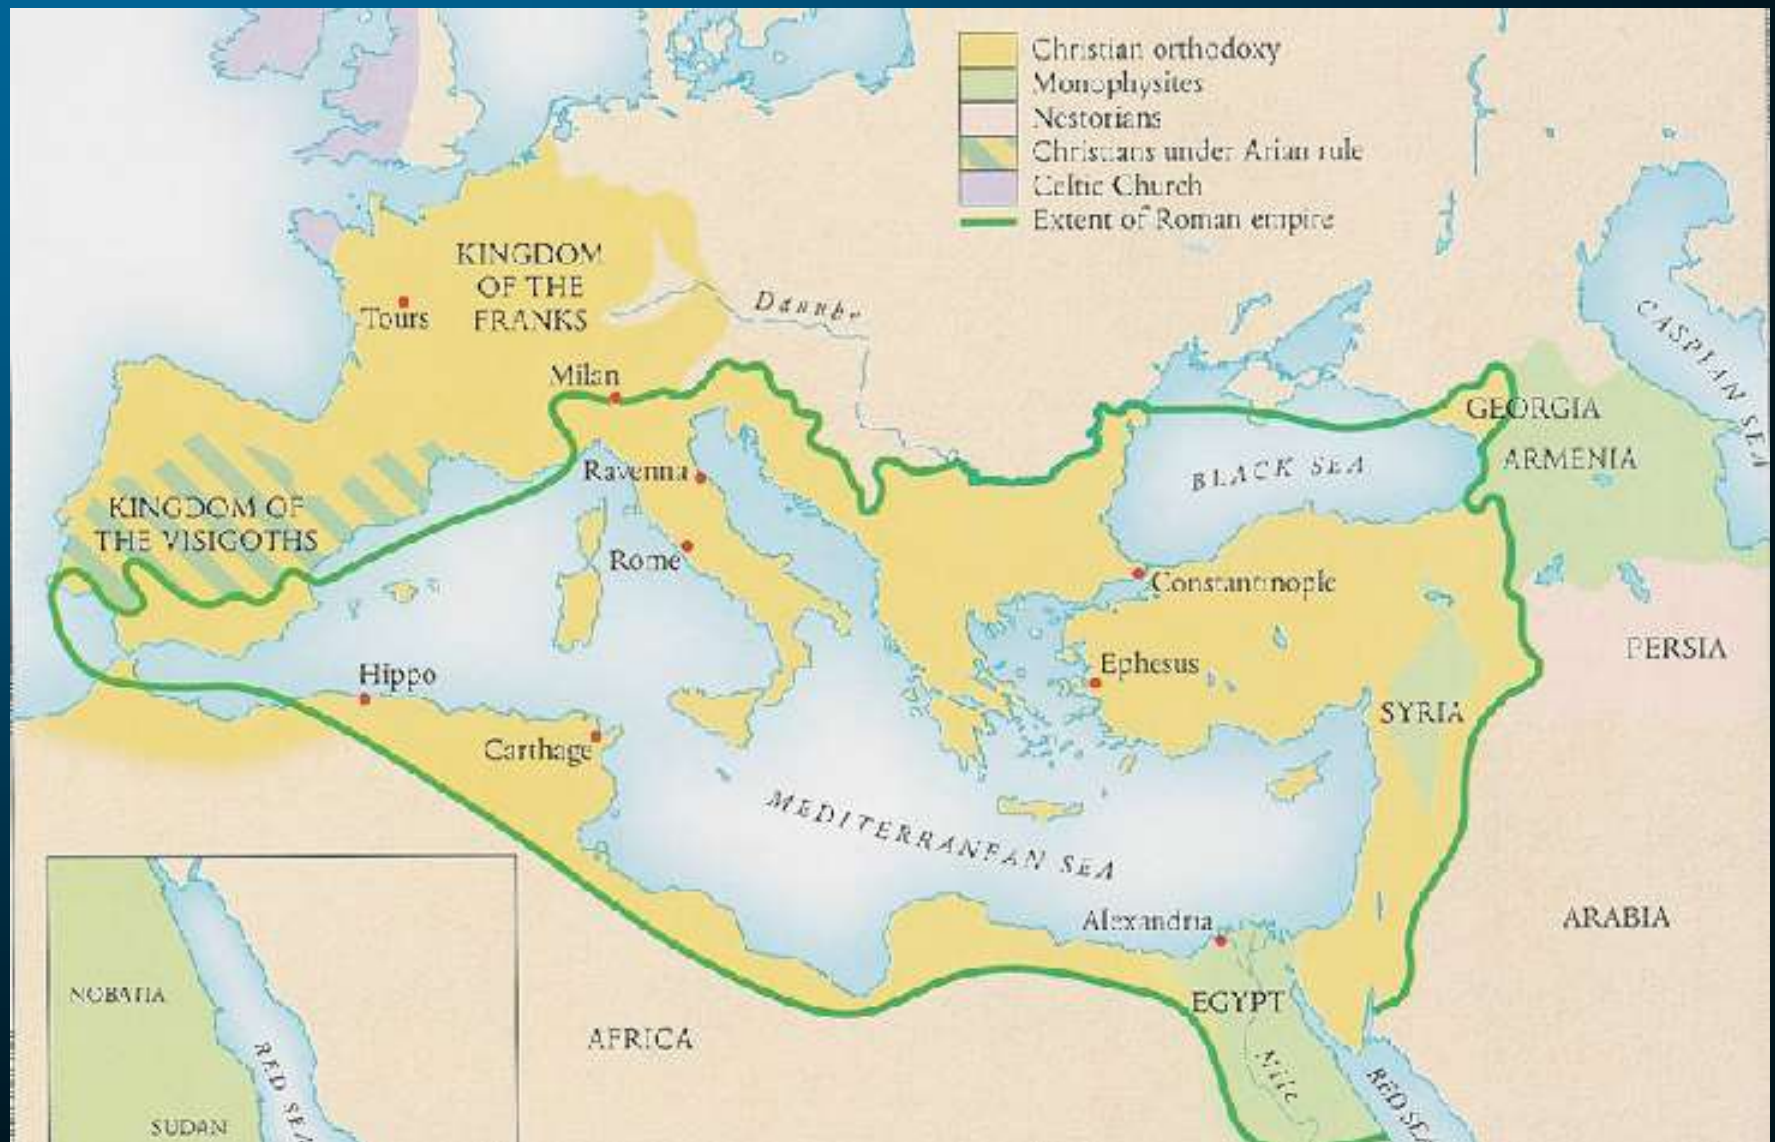 Christian orthodoxy
Monophysites
Nestorians
Christians under Arian rule
Celtic Church
Extent of Roman empire
KINGDOM
OF THE
FRANKS
Tours
Danube
Milan
CASPIAN SEA
GEORGIA
ARMENIA
BLACK SEA
Ravenna
KINGDOM OF
THE VISIGOTHS
Rome
Constantinople
PERSIA
Hippo
Ephesus
SYRIA
Carthage
MEDITERRANEAN SEA
Alexandria
ARABIA
NOBATIA
EGYPT
AFRICA
Nile
RED SEA
RED SEA
SUDAN